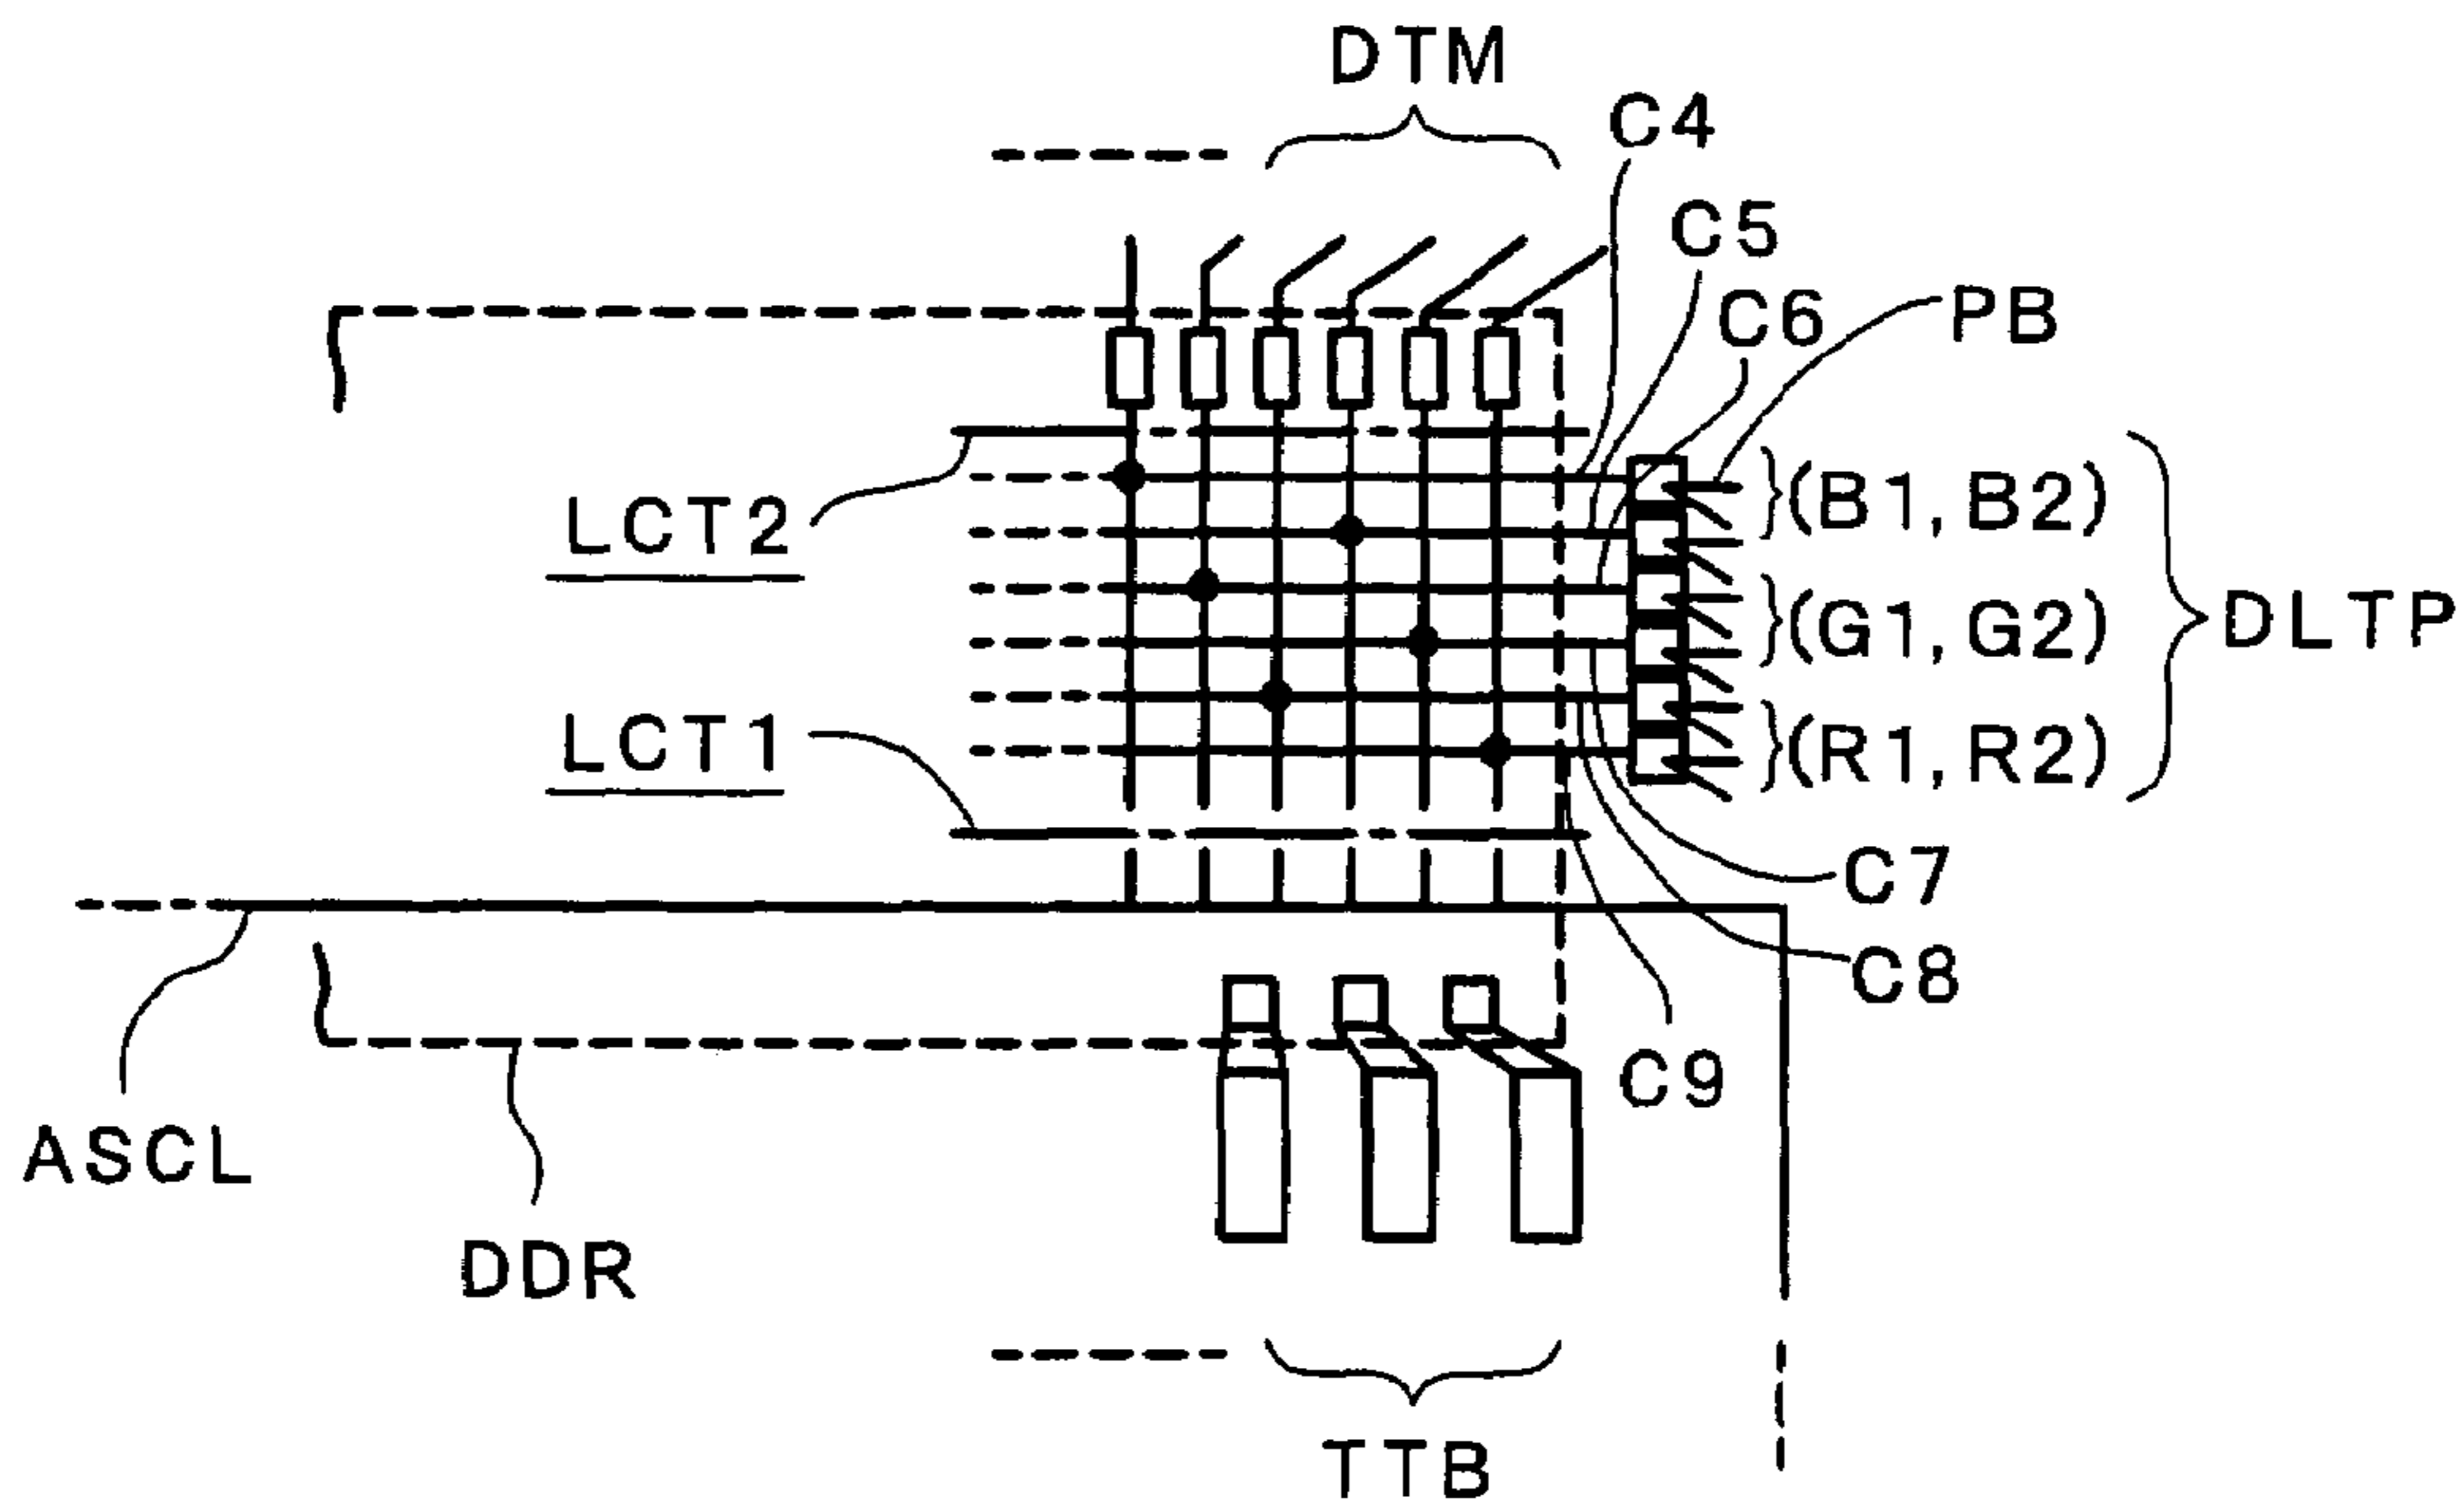 DTM
C4
C5
C6
PB
LCT2
(B1, B2)
(G1, G2)
DLTP
LCT1
(R1, R2)
C7
C8
C9
ASCL
DDR
TTB